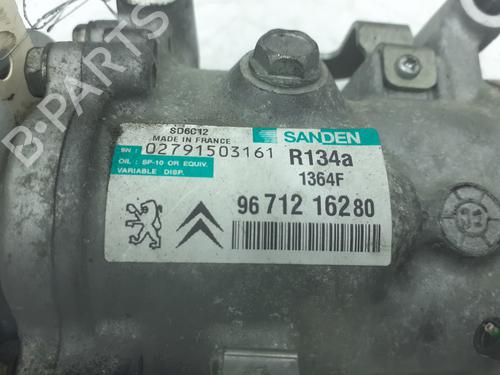 SD6C12
MADE IN FRANCE
SANDEN
SN: 02791503161
R134a
OIL: SP-10 OR EQUIV.
VARIABLE DISP.
1364F
96 712 162 80
B-Parts